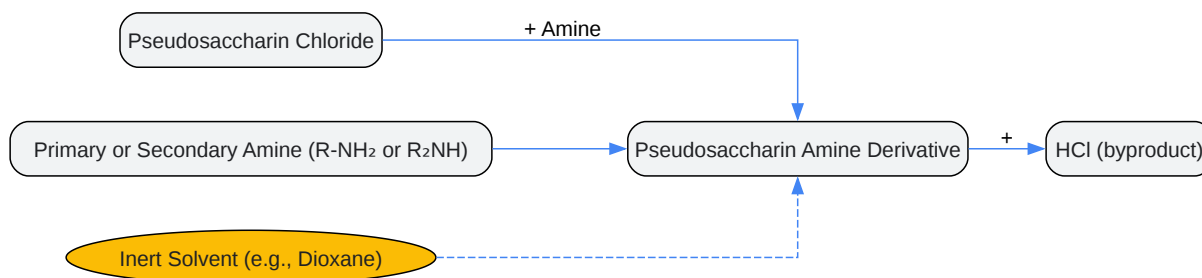 Pseudosaccharin Chloride
+ Amine
Primary or Secondary Amine (R-NH₂ or R₂NH)
Pseudosaccharin Amine Derivative
+
HCl (byproduct)
Inert Solvent (e.g., Dioxane)